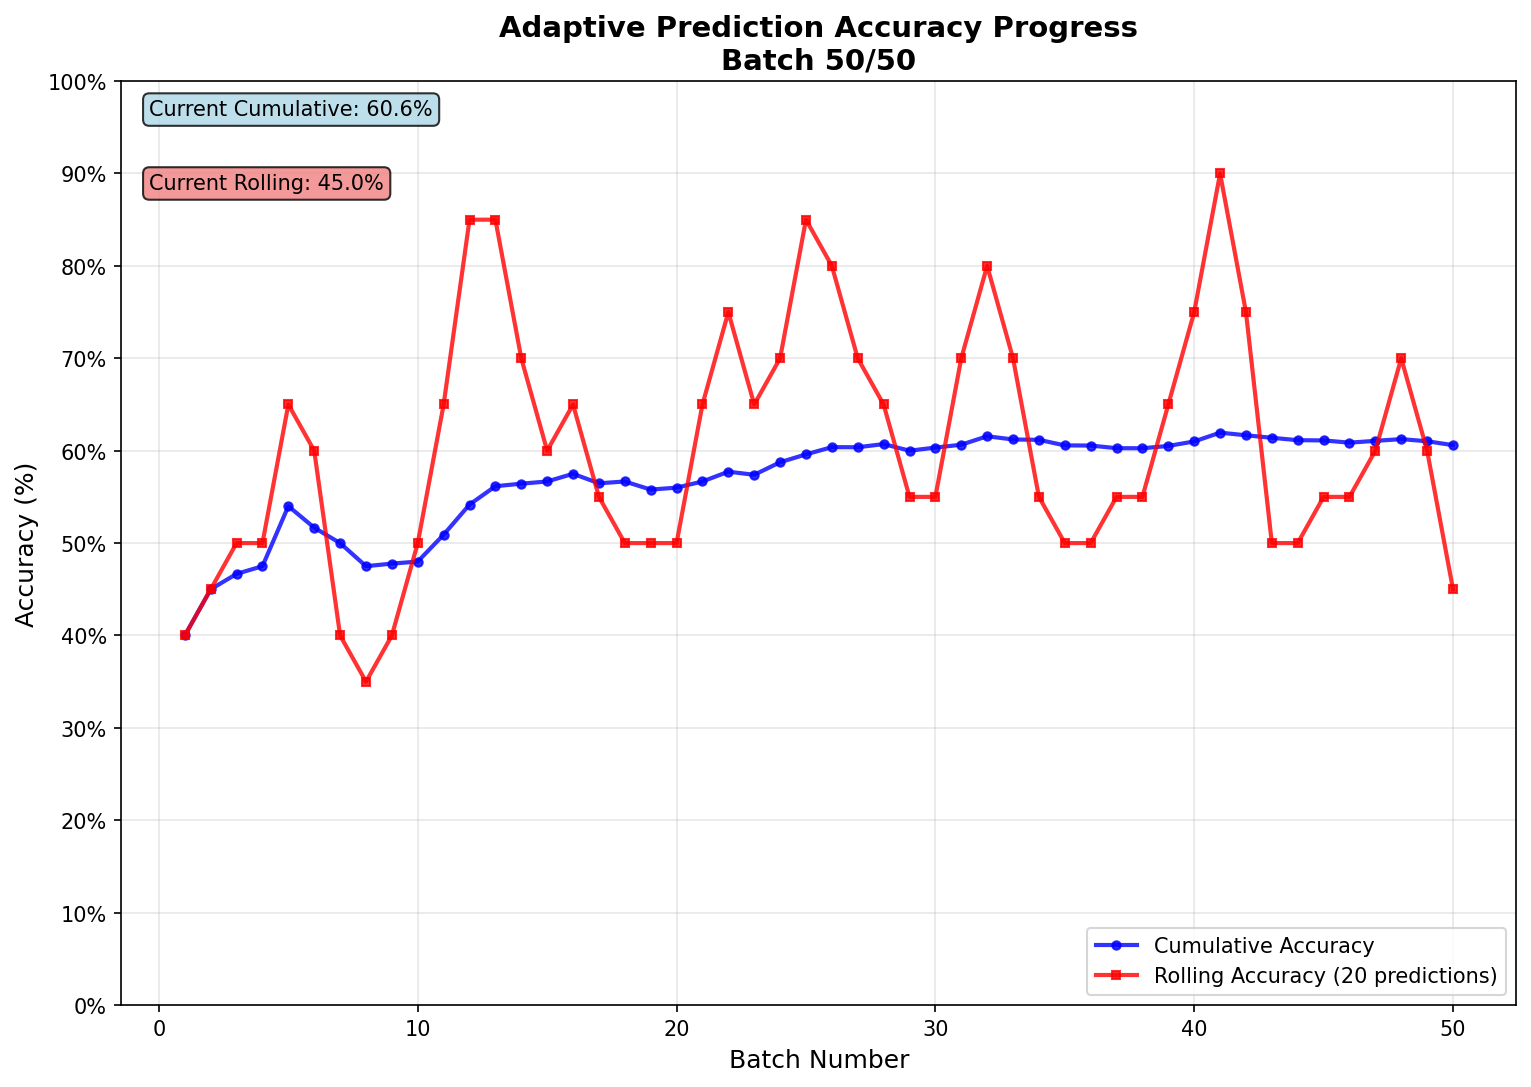 Adaptive Prediction Accuracy Progress
Batch 50/50
100%
90%
80%
70%
60%
50%
40%
30%
20%
10%
0%
Accuracy (%)
Current Cumulative: 60.6%
Current Rolling: 45.0%
Cumulative Accuracy
Rolling Accuracy (20 predictions)
0
10
20
30
40
50
Batch Number